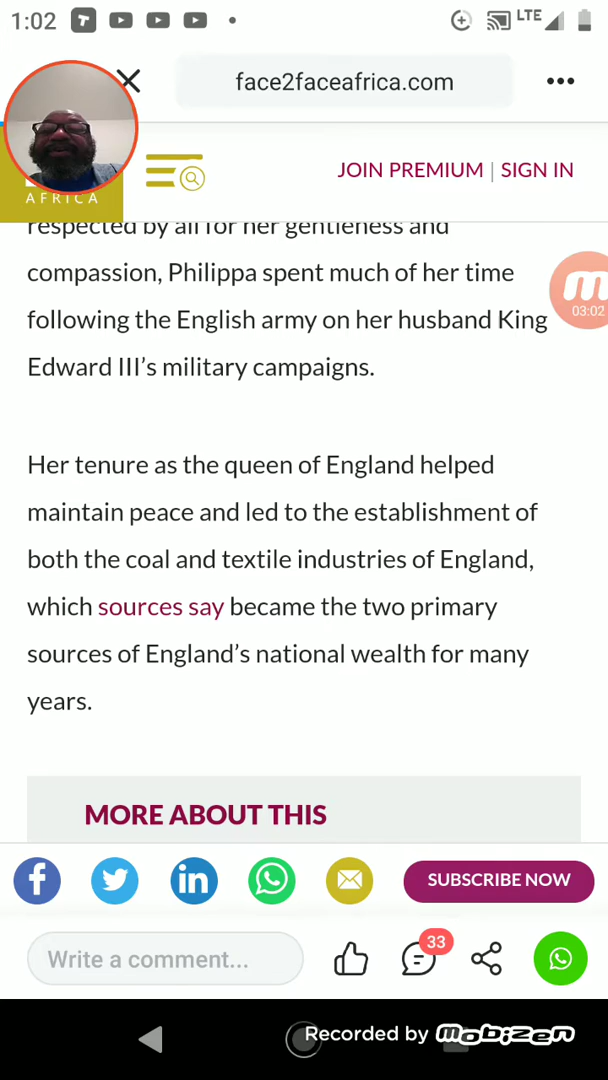 1:02
LTE
face2faceafrica.com
AFRICA
JOIN PREMIUM | SIGN IN
respected by all for her gentleness and
compassion, Philippa spent much of her time
following the English army on her husband King
03:02
Edward III’s military campaigns.
Her tenure as the queen of England helped
maintain peace and led to the establishment of
both the coal and textile industries of England,
which sources say became the two primary
sources of England’s national wealth for many
years.
MORE ABOUT THIS
SUBSCRIBE NOW
Write a comment...
33
Recorded by mobizen